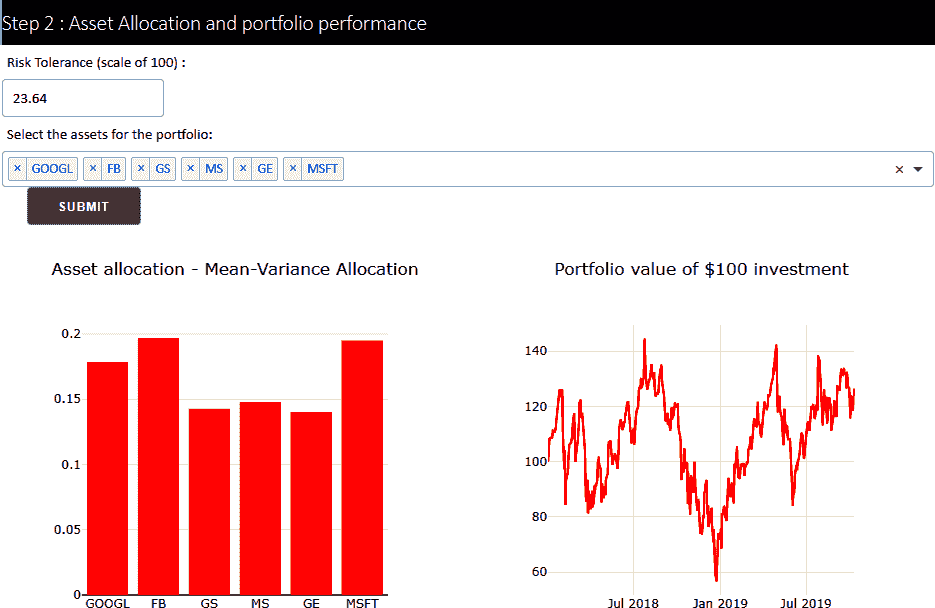 Step 2 : Asset Allocation and portfolio performance
Risk Tolerance (scale of 100) :
23.64
Select the assets for the portfolio:
× GOOGL × FB × GS × MS × GE × MSFT × 
SUBMIT
Asset allocation - Mean-Variance Allocation
0.2
0.15
0.1
0.05
0
GOOGL FB GS MS GE MSFT
Portfolio value of $100 investment
140
120
100
80
60
Jul 2018 Jan 2019 Jul 2019